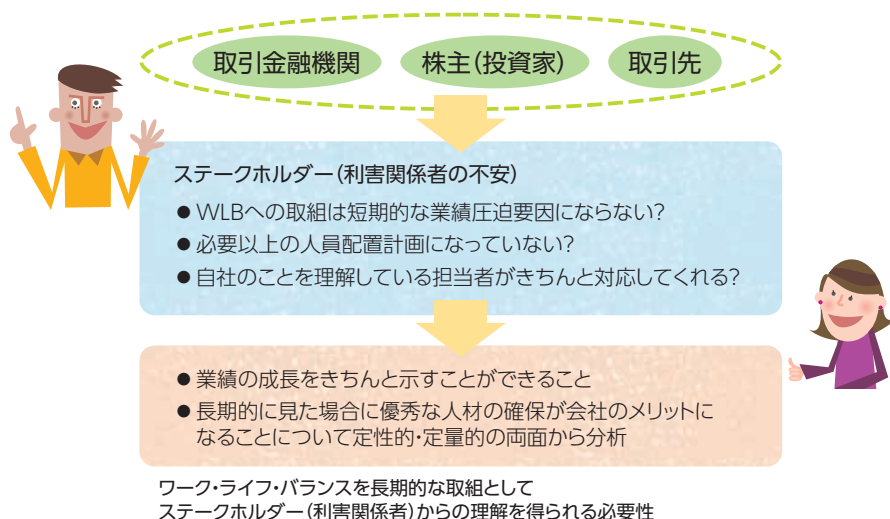 取引金融機関
株主(投資家)
取引先
ステークホルダー(利害関係者の不安)
●WLBへの取組は短期的な業績圧迫要因にならない?
●必要以上の人員配置計画になっていない?
●自社のことを理解している担当者がきちんと対応してくれる?
●業績の成長をきちんと示すことができること
●長期的に見た場合に優秀な人材の確保が会社のメリットに
なることについて定性的・定量的の両面から分析
ワーク・ライフ・バランスを長期的な取組として
ステークホルダー(利害関係者)からの理解を得られる必要性